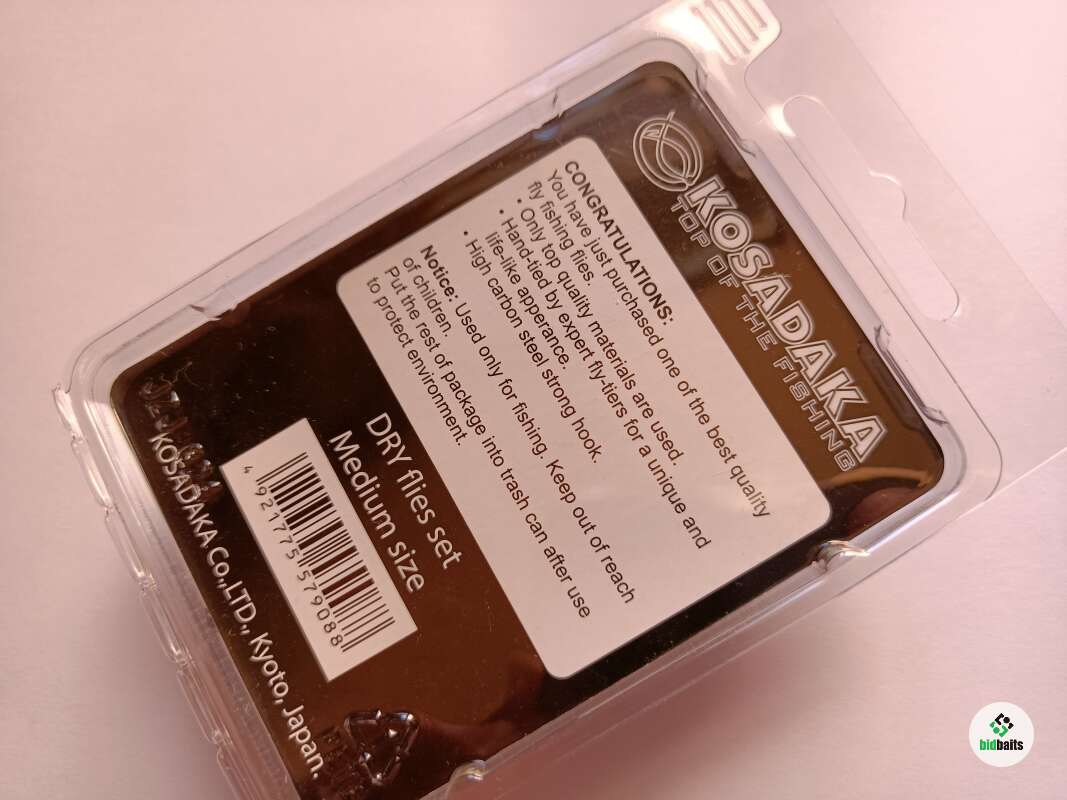 KOSADAKA
TOP OF THE FISHING
CONGRATULATIONS:
You have just purchased one of the best quality
fly fishing flies.
• Only top quality materials are used.
• Hand-tied by expert fly-tiers for a unique and
life-like apperance.
• High carbon steel strong hook.
Notice: Used only for fishing. Keep out of reach
of children.
Put the rest of package into trash can after use
to protect environment.
DRY flies set
Medium size
4 921775 579088
KOSADAKA Co.,LTD., Kyoto, Japan.
bidbaits